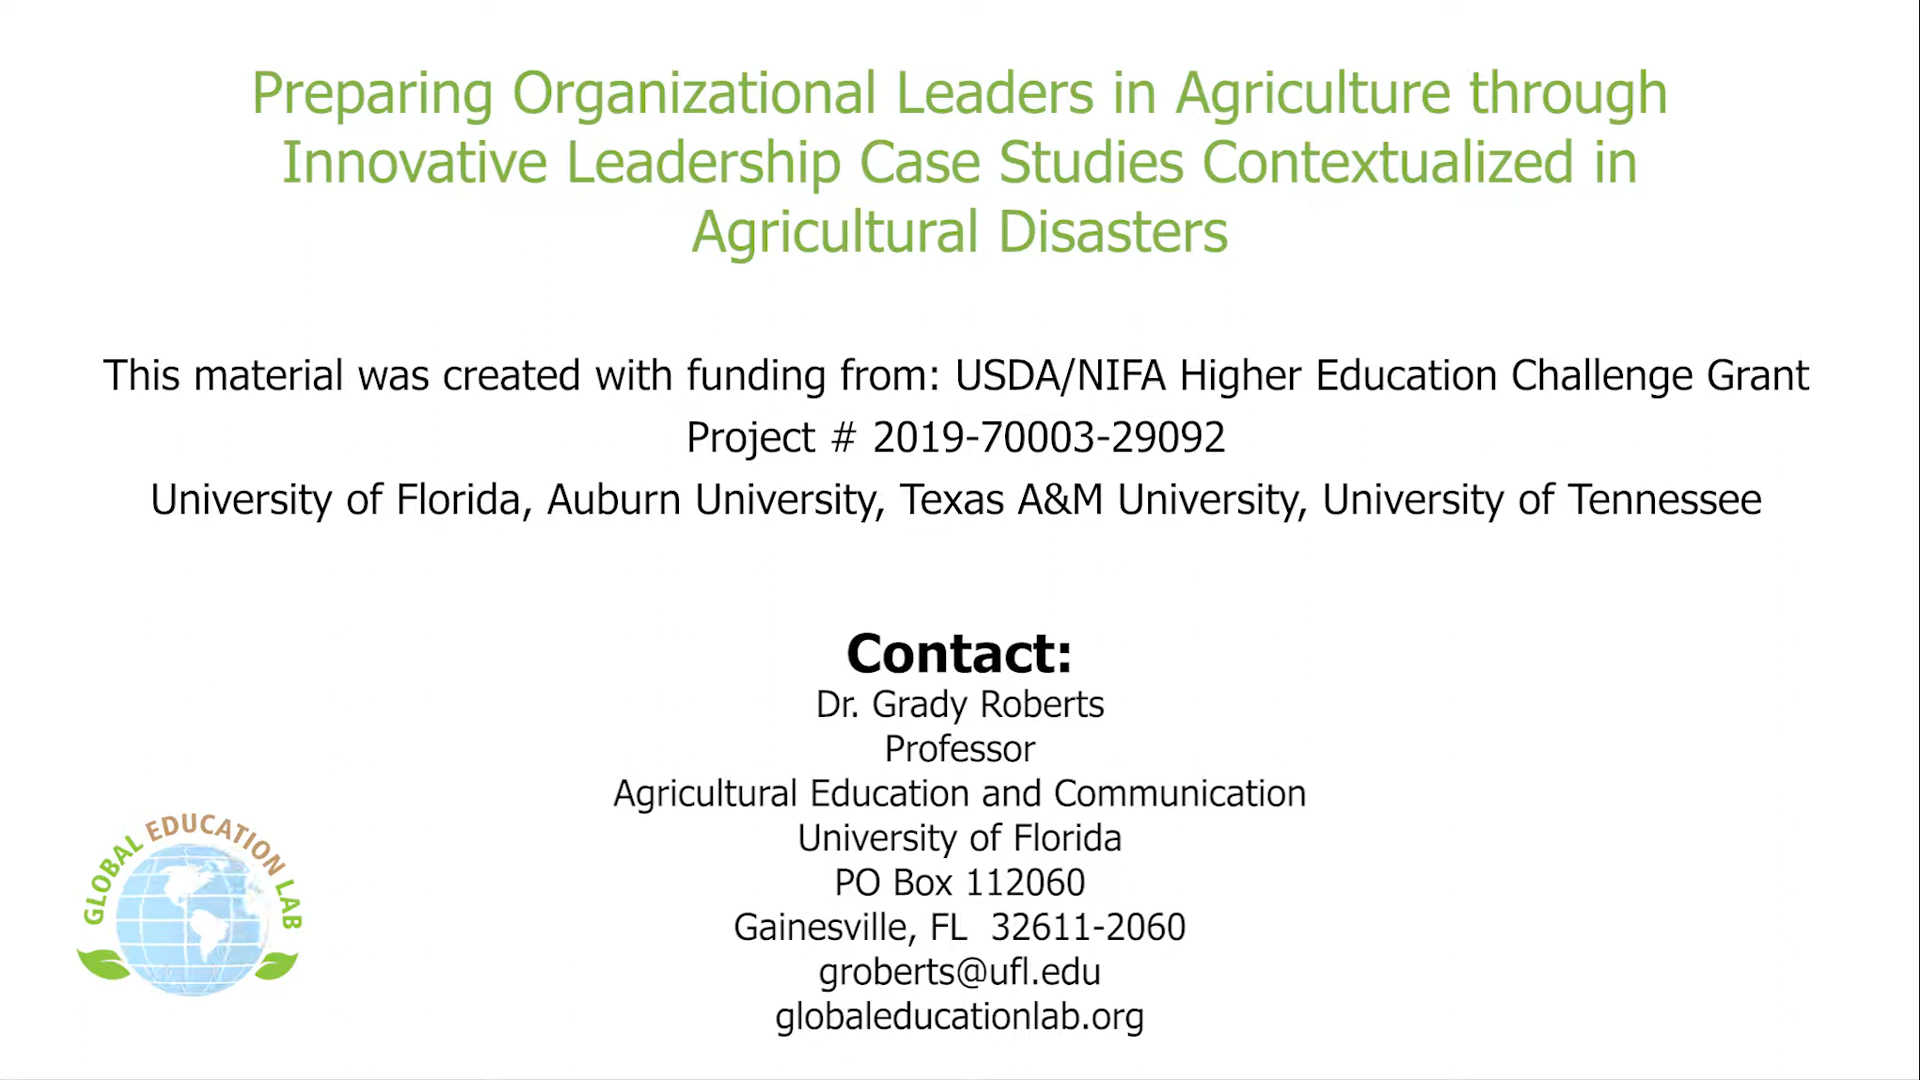 Preparing Organizational Leaders in Agriculture through
Innovative Leadership Case Studies Contextualized in
Agricultural Disasters
This material was created with funding from: USDA/NIFA Higher Education Challenge Grant
Project # 2019-70003-29092
University of Florida, Auburn University, Texas A&M University, University of Tennessee
Contact:
Dr. Grady Roberts
Professor
Agricultural Education and Communication
University of Florida
PO Box 112060
Gainesville, FL  32611-2060
groberts@ufl.edu
globaleducationlab.org
GLOBAL EDUCATION LAB